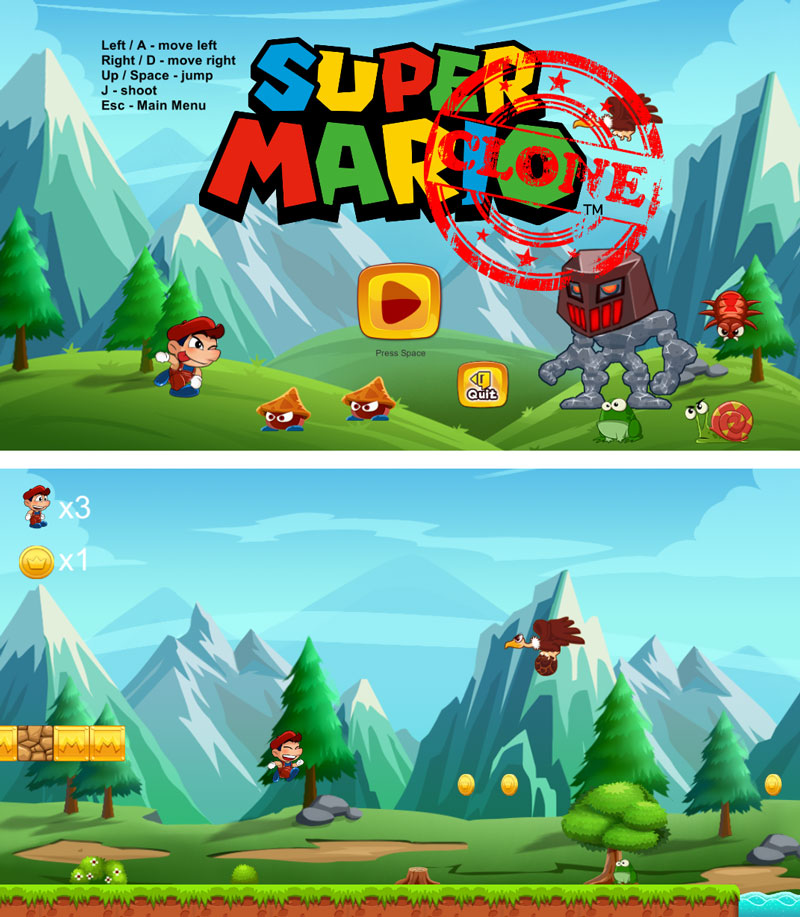 Left / A - move left
Right / D - move right
Up / Space - jump
J - shoot
Esc - Main Menu
SUPER
MARIO
CLONE
TM
Press Space
Quit
x3
x1